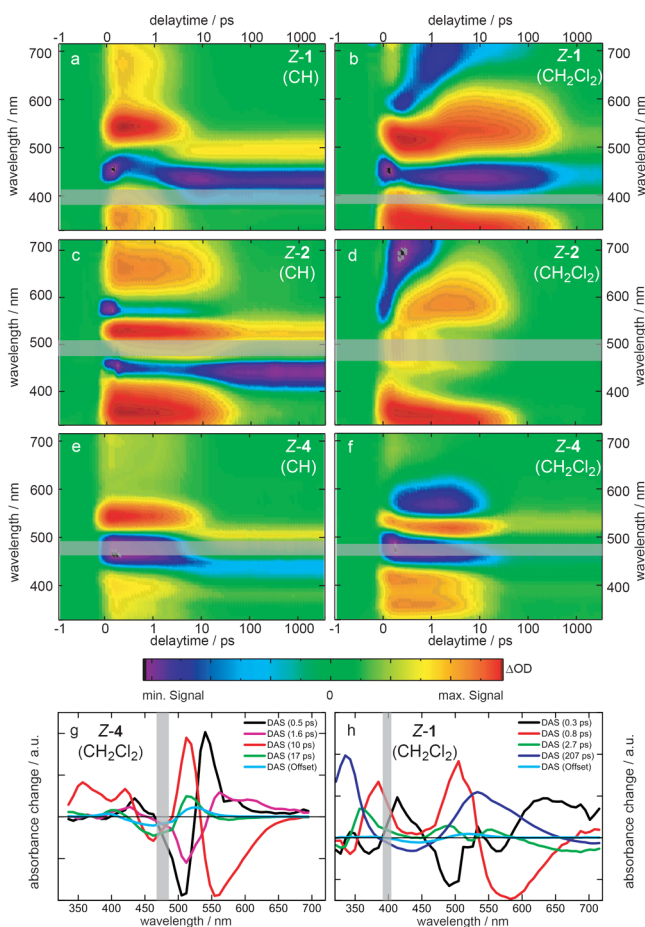 delaytime / ps
delaytime / ps
-1 0 1 10 100 1000
-1 0 1 10 100 1000
wavelength / nm
700
600
500
400
a
Z-1
(CH)
b
Z-1
(CH₂Cl₂)
700
600
500
400
wavelength / nm
wavelength / nm
700
600
500
400
c
Z-2
(CH)
d
Z-2
(CH₂Cl₂)
700
600
500
400
wavelength / nm
wavelength / nm
700
600
500
400
e
Z-4
(CH)
f
Z-4
(CH₂Cl₂)
700
600
500
400
wavelength / nm
-1 0 1 10 100 1000
-1 0 1 10 100 1000
delaytime / ps
delaytime / ps
ΔOD
min. Signal 0 max. Signal
absorbance change / a.u.
g
Z-4
(CH₂Cl₂)
DAS (0.5 ps)
DAS (1.6 ps)
DAS (10 ps)
DAS (17 ps)
DAS (Offset)
h
Z-1
(CH₂Cl₂)
DAS (0.3 ps)
DAS (0.8 ps)
DAS (2.7 ps)
DAS (207 ps)
DAS (Offset)
absorbance change / a.u.
350 400 450 500 550 600 650 700
350 400 450 500 550 600 650 700
wavelength / nm
wavelength / nm